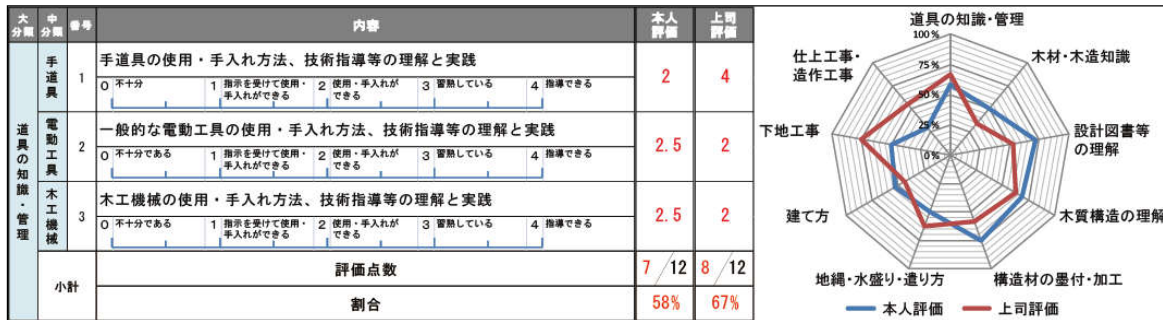 大分類 中分類 番号 内容 本人評価 上司評価
道具の知識・管理
手道具 1 手道具の使用・手入れ方法、技術指導等の理解と実践 2 4
0 不十分 1 指示を受けて使用・手入れができる 2 使用・手入れができる 3 習熟している 4 指導できる
電動工具 2 一般的な電動工具の使用・手入れ方法、技術指導等の理解と実践 2.5 2
0 不十分である 1 指示を受けて使用・手入れができる 2 使用・手入れができる 3 習熟している 4 指導できる
木工機械 3 木工機械の使用・手入れ方法、技術指導等の理解と実践 2.5 2
0 不十分である 1 指示を受けて使用・手入れができる 2 使用・手入れができる 3 習熟している 4 指導できる
小計 評価点数 7/12 8/12
割合 58% 67%
道具の知識・管理
木材・木造知識
設計図書等の理解
木質構造の理解
構造材の墨付・加工
地縄・水盛り・遣り方
建て方
下地工事
仕上工事・造作工事
100%
75%
50%
25%
0%
本人評価 上司評価